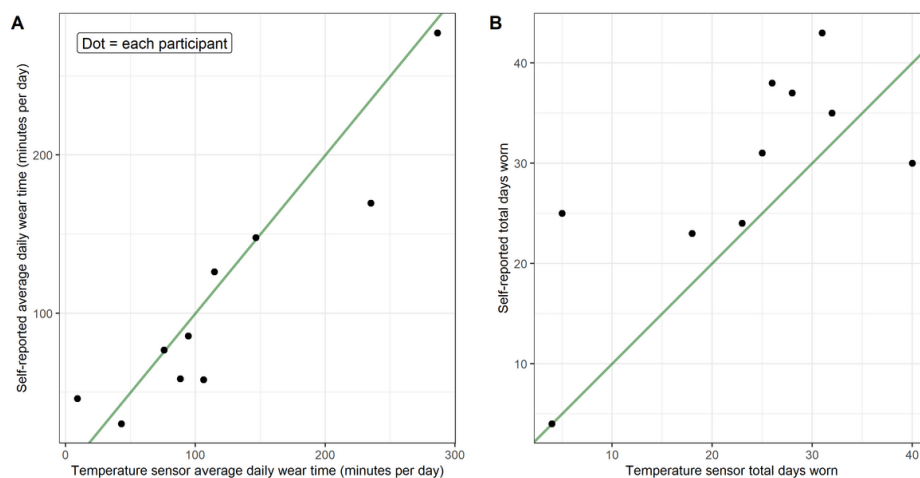 A
Dot = each participant
Self-reported average daily wear time (minutes per day)
200
100
0
100
200
300
Temperature sensor average daily wear time (minutes per day)
B
Self-reported total days worn
40
30
20
10
10
20
30
40
Temperature sensor total days worn